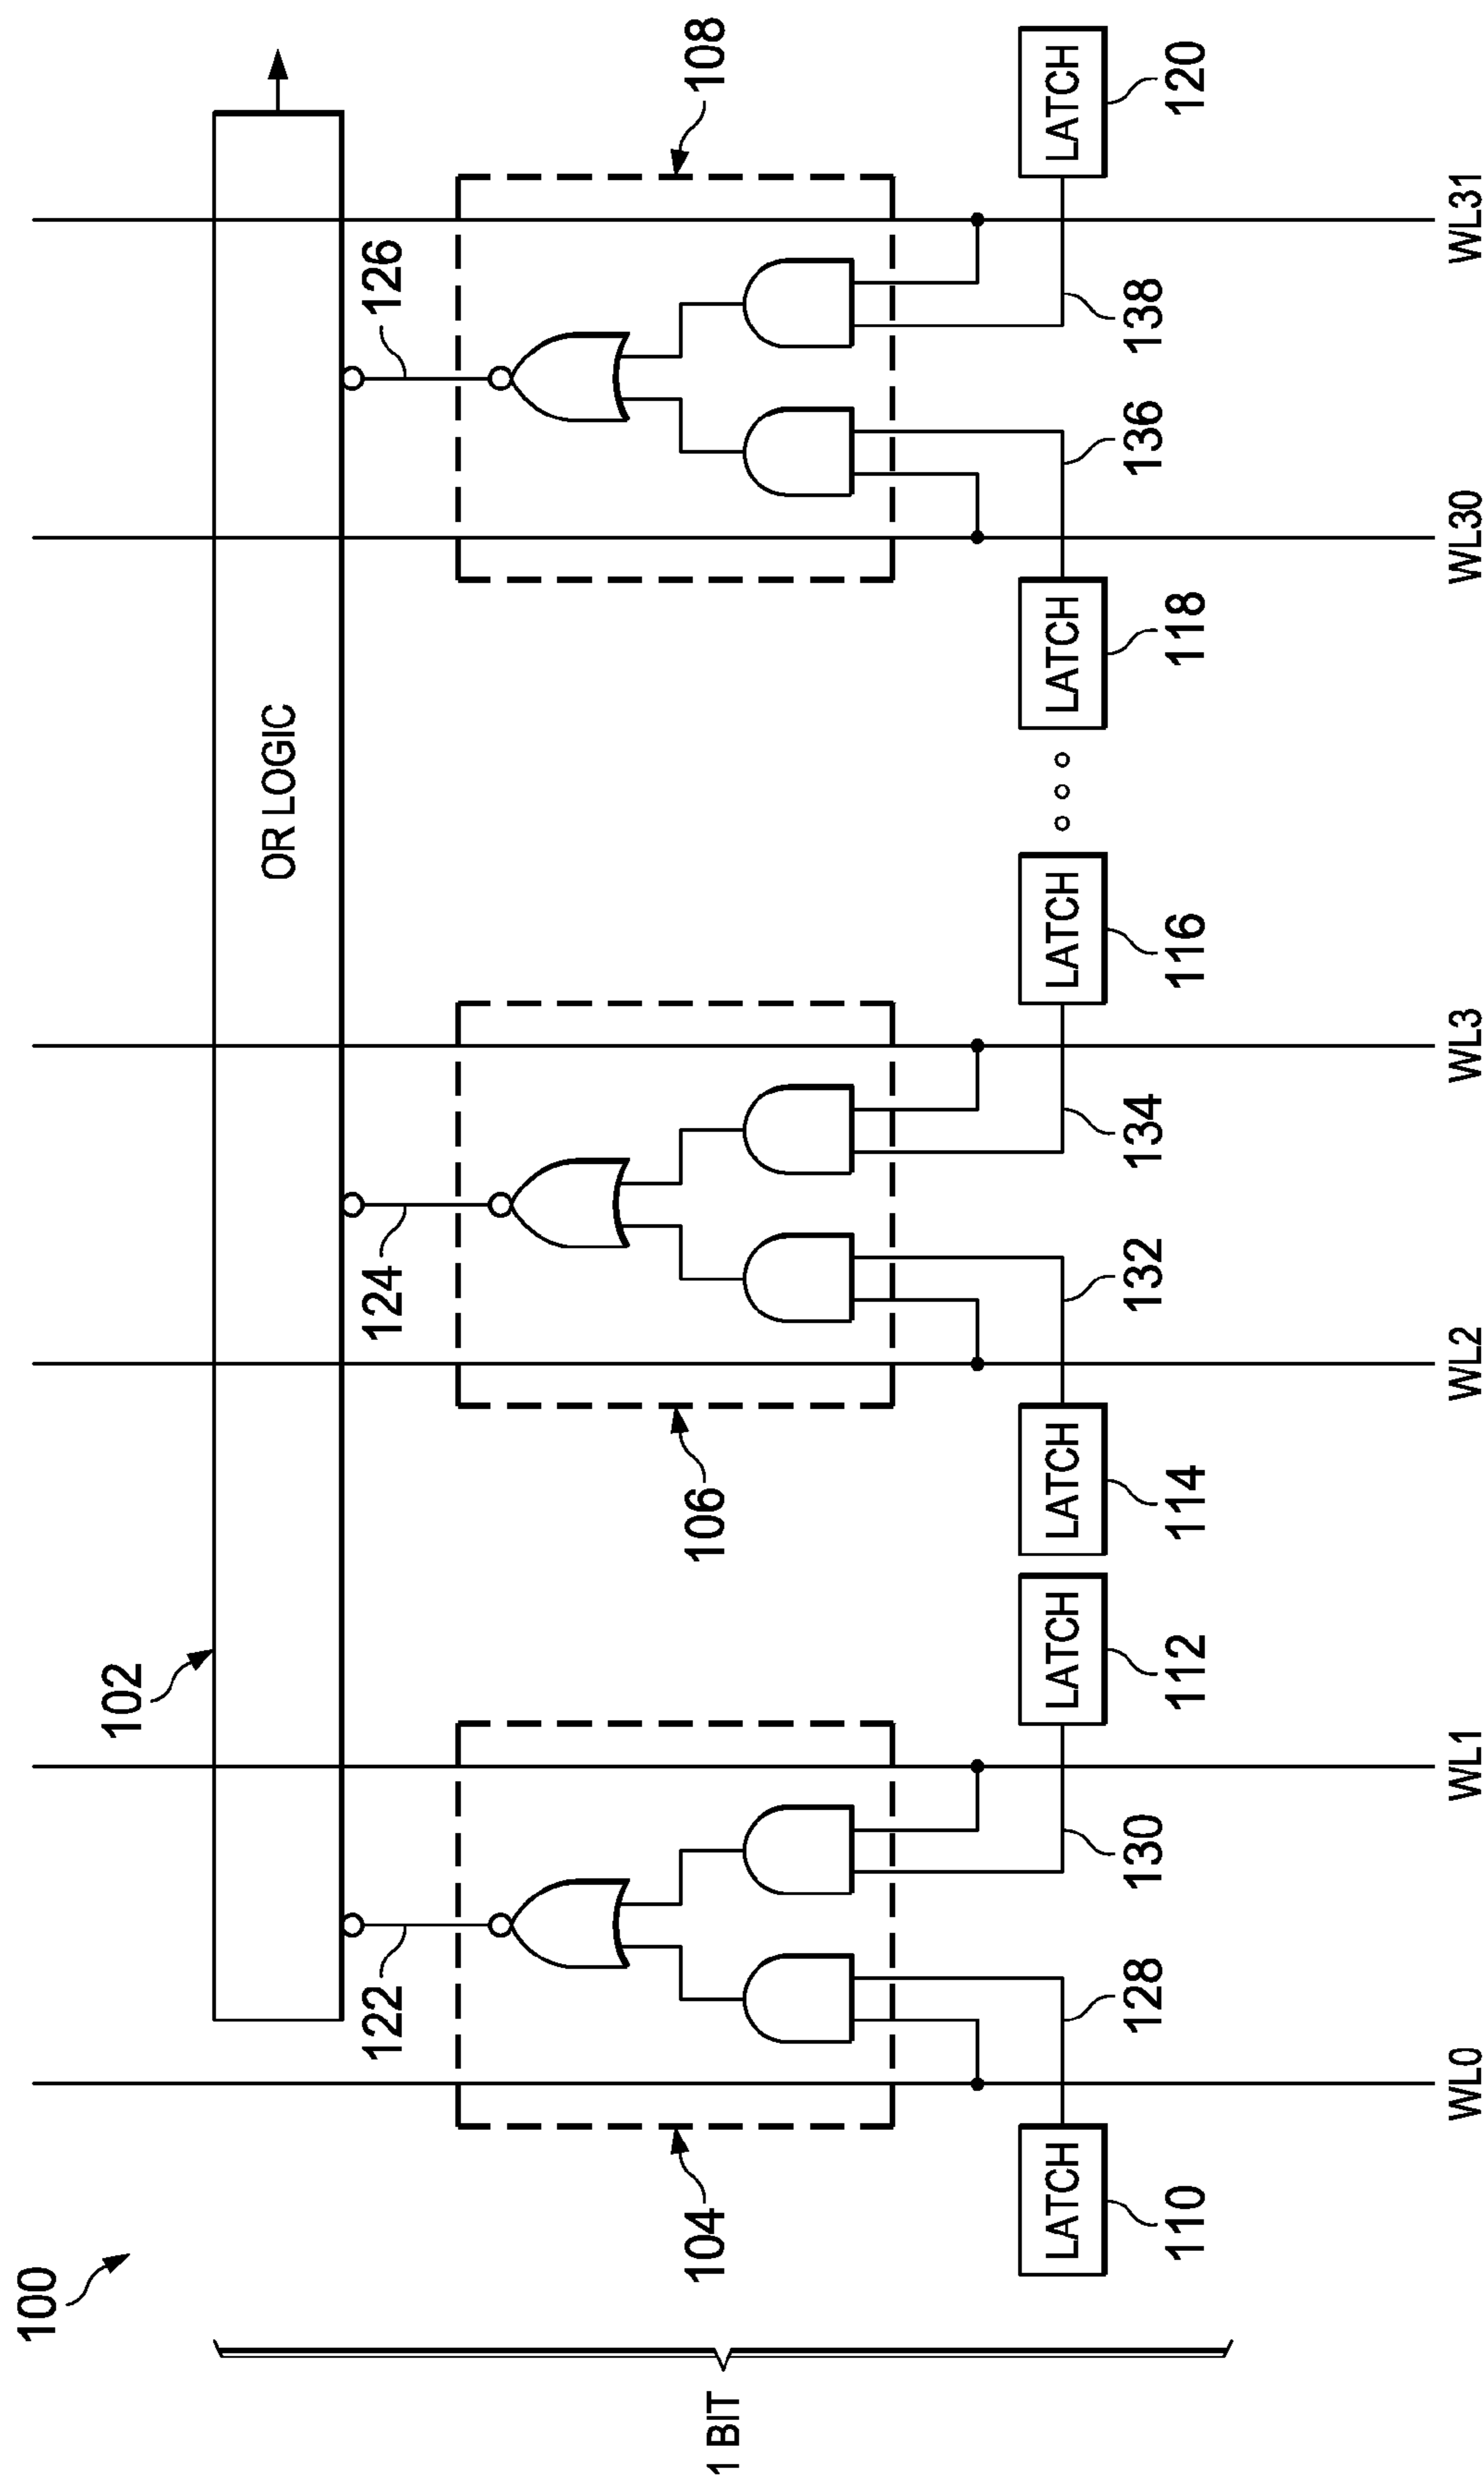 100
102
OR LOGIC
122
124
126
104
106
108
1 BIT
LATCH
LATCH
LATCH
LATCH
LATCH
LATCH
128
130
132
134
136
138
110
112
114
116
118
120
WL0
WL1
WL2
WL3
WL30
WL31